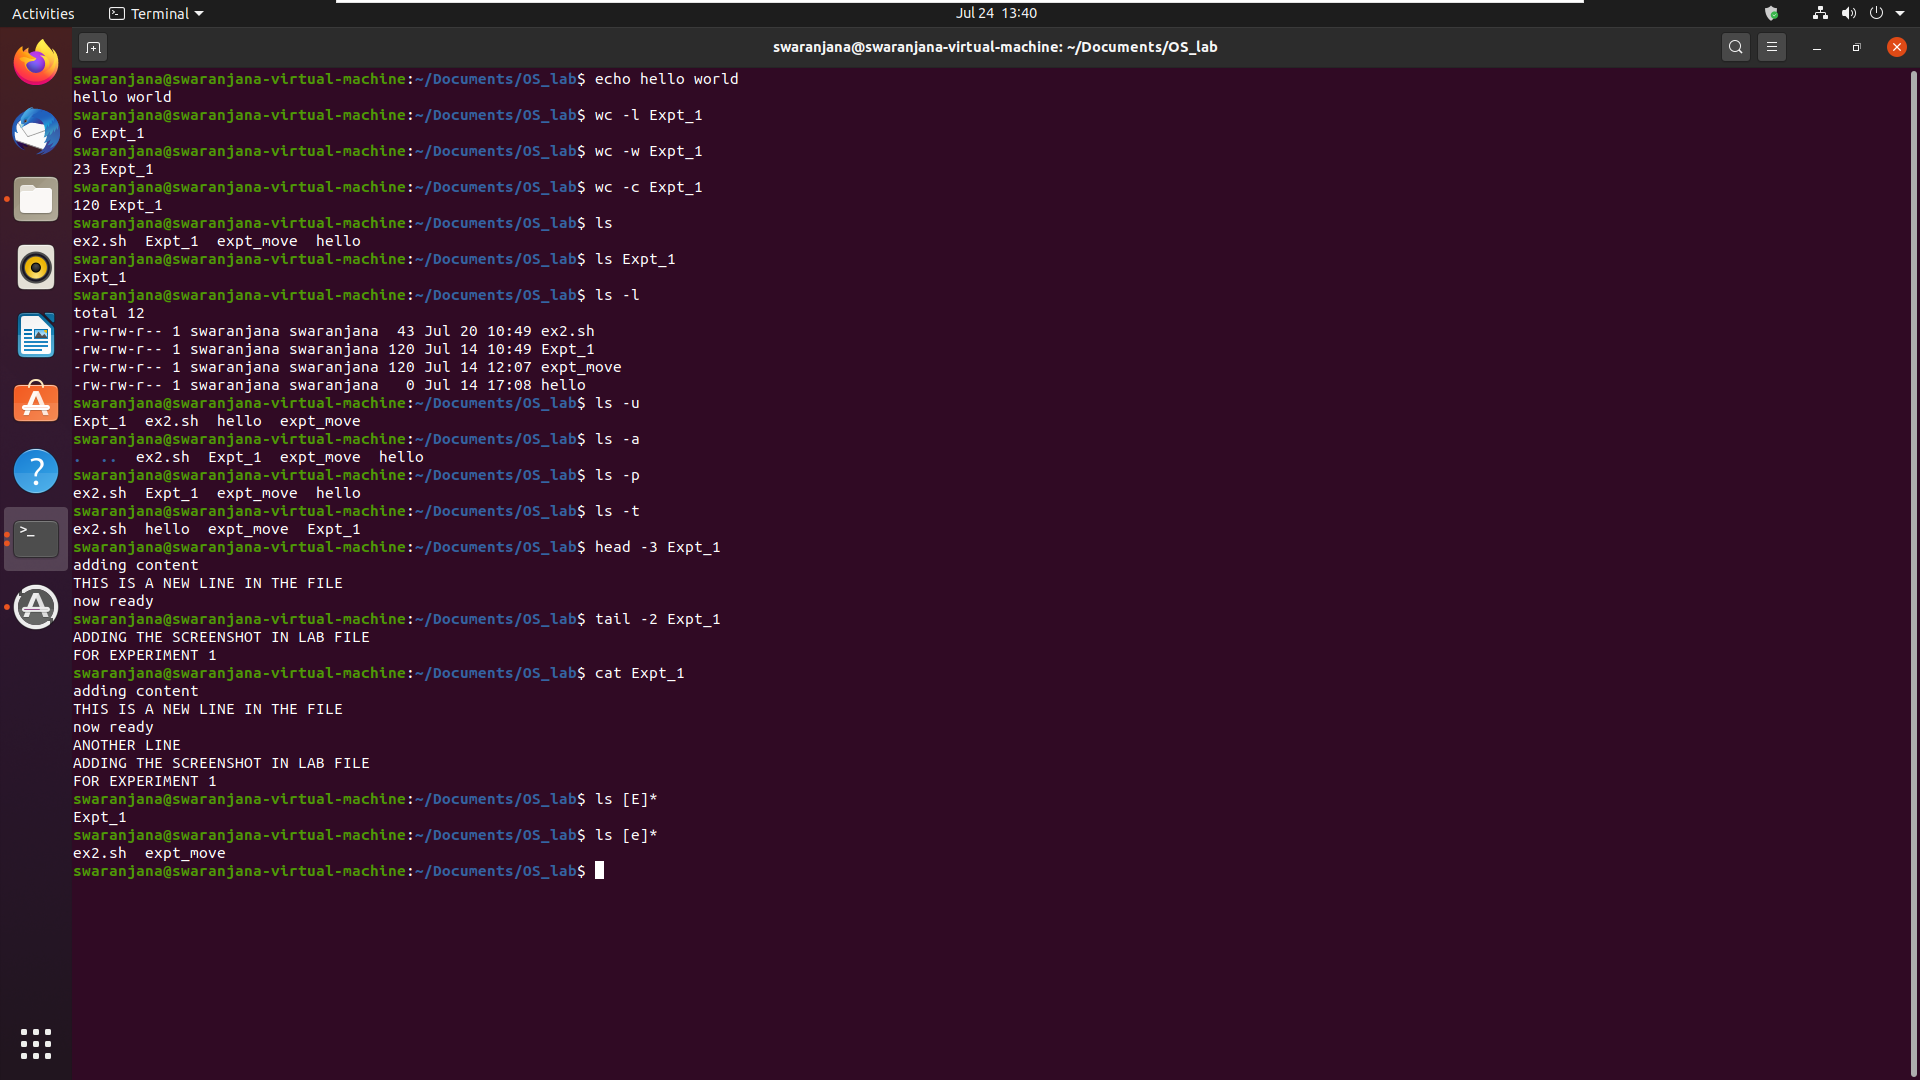 Activities Terminal Jul 24 13:40
swaranjana@swaranjana-virtual-machine: ~/Documents/OS_lab
swaranjana@swaranjana-virtual-machine:~/Documents/OS_lab$ echo hello world
hello world
swaranjana@swaranjana-virtual-machine:~/Documents/OS_lab$ wc -l Expt_1
6 Expt_1
swaranjana@swaranjana-virtual-machine:~/Documents/OS_lab$ wc -w Expt_1
23 Expt_1
swaranjana@swaranjana-virtual-machine:~/Documents/OS_lab$ wc -c Expt_1
120 Expt_1
swaranjana@swaranjana-virtual-machine:~/Documents/OS_lab$ ls
ex2.sh  Expt_1  expt_move  hello
swaranjana@swaranjana-virtual-machine:~/Documents/OS_lab$ ls Expt_1
Expt_1
swaranjana@swaranjana-virtual-machine:~/Documents/OS_lab$ ls -l
total 12
-rw-rw-r-- 1 swaranjana swaranjana  43 Jul 20 10:49 ex2.sh
-rw-rw-r-- 1 swaranjana swaranjana 120 Jul 14 10:49 Expt_1
-rw-rw-r-- 1 swaranjana swaranjana 120 Jul 14 12:07 expt_move
-rw-rw-r-- 1 swaranjana swaranjana   0 Jul 14 17:08 hello
swaranjana@swaranjana-virtual-machine:~/Documents/OS_lab$ ls -u
Expt_1  ex2.sh  hello  expt_move
swaranjana@swaranjana-virtual-machine:~/Documents/OS_lab$ ls -a
.  ..  ex2.sh  Expt_1  expt_move  hello
swaranjana@swaranjana-virtual-machine:~/Documents/OS_lab$ ls -p
ex2.sh  Expt_1  expt_move  hello
swaranjana@swaranjana-virtual-machine:~/Documents/OS_lab$ ls -t
ex2.sh  hello  expt_move  Expt_1
swaranjana@swaranjana-virtual-machine:~/Documents/OS_lab$ head -3 Expt_1
adding content
THIS IS A NEW LINE IN THE FILE
now ready
swaranjana@swaranjana-virtual-machine:~/Documents/OS_lab$ tail -2 Expt_1
ADDING THE SCREENSHOT IN LAB FILE
FOR EXPERIMENT 1
swaranjana@swaranjana-virtual-machine:~/Documents/OS_lab$ cat Expt_1
adding content
THIS IS A NEW LINE IN THE FILE
now ready
ANOTHER LINE
ADDING THE SCREENSHOT IN LAB FILE
FOR EXPERIMENT 1
swaranjana@swaranjana-virtual-machine:~/Documents/OS_lab$ ls [E]*
Expt_1
swaranjana@swaranjana-virtual-machine:~/Documents/OS_lab$ ls [e]*
ex2.sh  expt_move
swaranjana@swaranjana-virtual-machine:~/Documents/OS_lab$